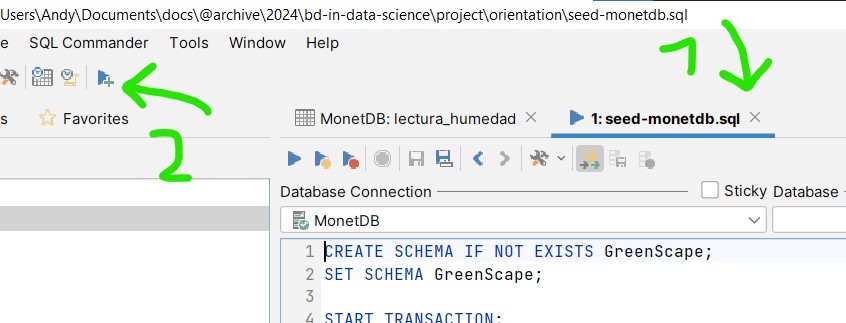 Users\Andy\Documents\docs\@archive\2024\bd-in-data-science\project\orientation\seed-monetdb.sql
e SQL Commander Tools Window Help
1
s Favorites
MonetDB: lectura_humedad
1: seed-monetdb.sql
2
Database Connection
Sticky
Database
MonetDB
1 CREATE SCHEMA IF NOT EXISTS GreenScape;
2 SET SCHEMA GreenScape;
3
4 START TRANSACTION;